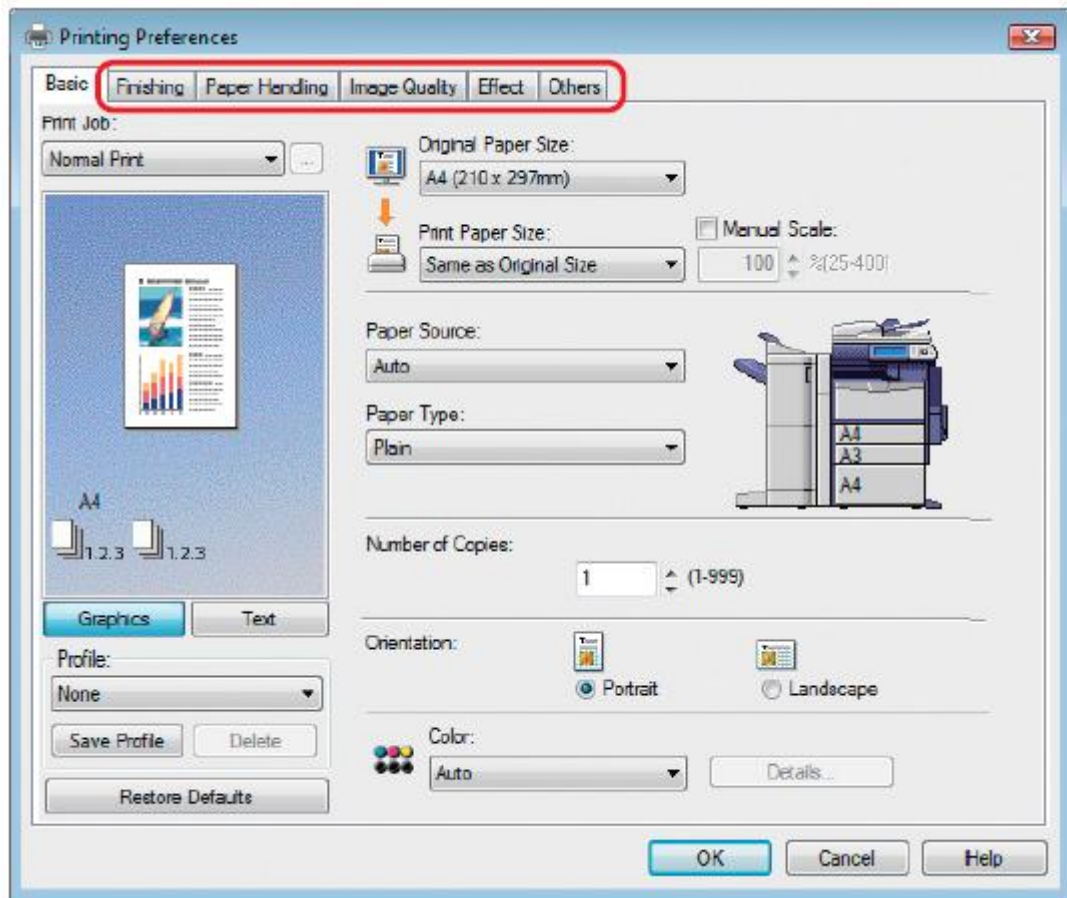 Printing Preferences
Basic
Finishing
Paper Handling
Image Quality
Effect
Others
Print Job:
Normal Print
...
Original Paper Size:
A4 (210 x 297mm)
Print Paper Size:
Same as Original Size
Manual Scale:
100
%(25-400)
A4
1.2.3
1.2.3
Graphics
Text
Profile:
None
Save Profile
Delete
Restore Defaults
Paper Source:
Auto
Paper Type:
Plain
A4
A3
A4
Number of Copies:
1
(1-999)
Orientation:
Portrait
Landscape
Color:
Auto
Details...
OK
Cancel
Help